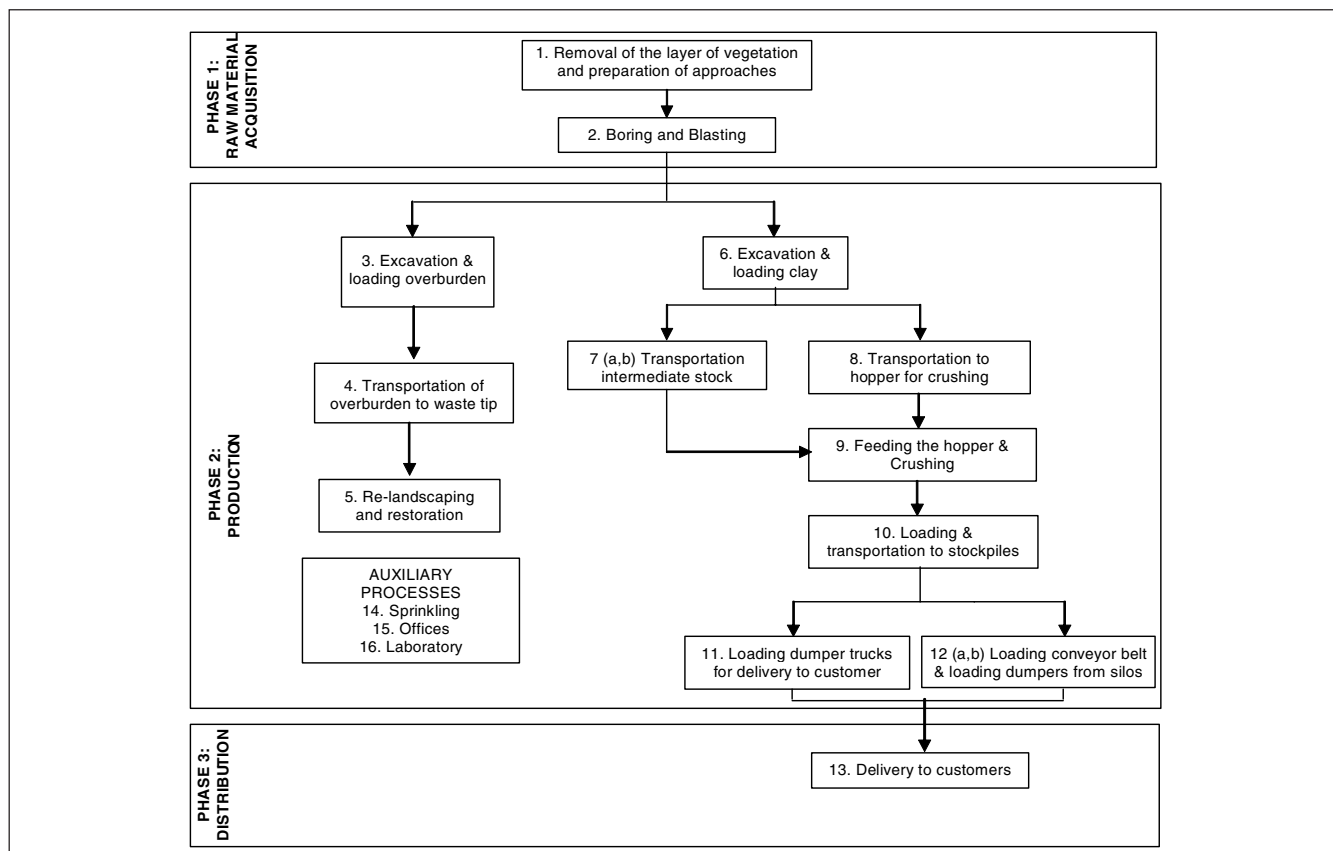 PHASE 1:
RAW MATERIAL
ACQUISITION
1. Removal of the layer of vegetation
and preparation of approaches
2. Boring and Blasting
PHASE 2:
PRODUCTION
3. Excavation &
loading overburden
6. Excavation &
loading clay
7 (a,b) Transportation
intermediate stock
8. Transportation to
hopper for crushing
4. Transportation of
overburden to waste tip
9. Feeding the hopper &
Crushing
5. Re-landscaping
and restoration
10. Loading &
transportation to stockpiles
AUXILIARY
PROCESSES
14. Sprinkling
15. Offices
16. Laboratory
11. Loading dumper trucks
for delivery to customer
12 (a,b) Loading conveyor belt
& loading dumpers from silos
PHASE 3:
DISTRIBUTION
13. Delivery to customers